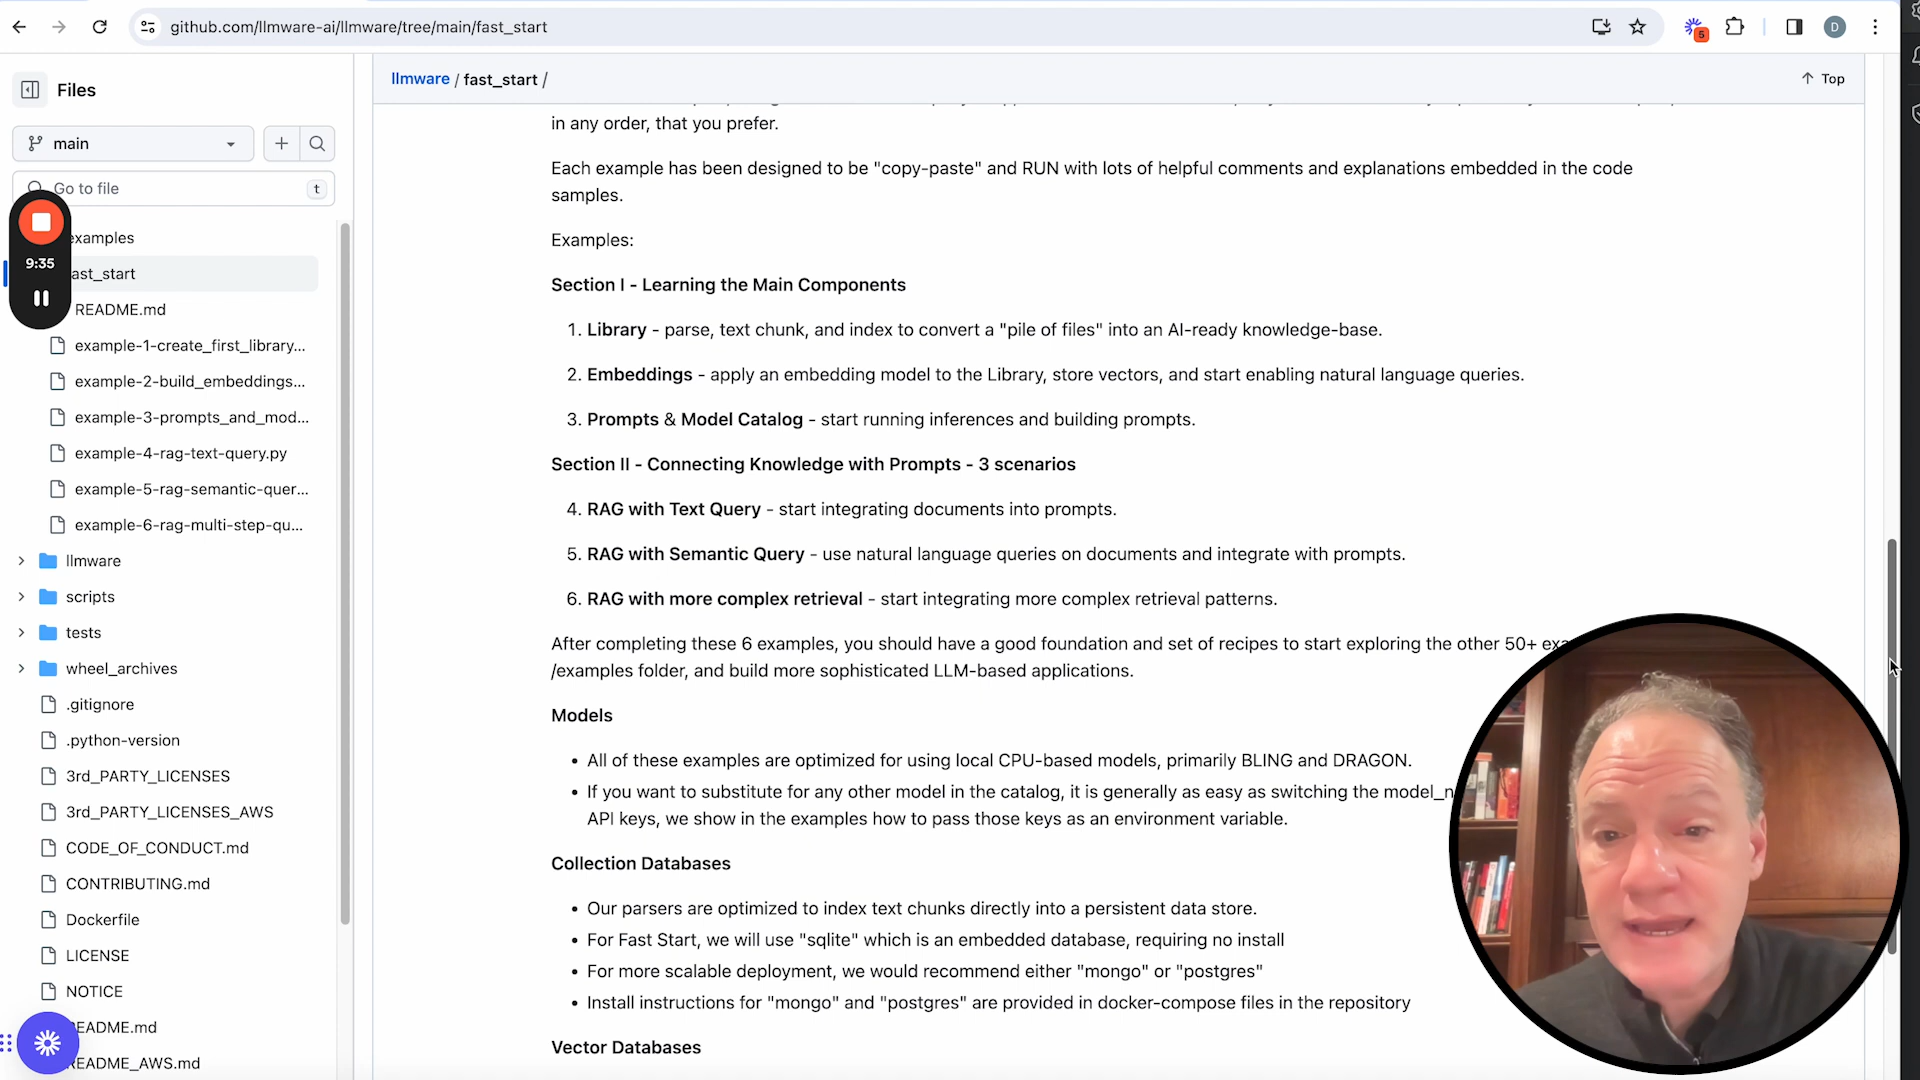 github.com/llmware-ai/llmware/tree/main/fast_start
5
D
Files
main
Go to file
t
9:35
examples
fast_start
README.md
example-1-create_first_library...
example-2-build_embeddings...
example-3-prompts_and_mod...
example-4-rag-text-query.py
example-5-rag-semantic-quer...
example-6-rag-multi-step-qu...
llmware
scripts
tests
wheel_archives
.gitignore
.python-version
3rd_PARTY_LICENSES
3rd_PARTY_LICENSES_AWS
CODE_OF_CONDUCT.md
CONTRIBUTING.md
Dockerfile
LICENSE
NOTICE
README.md
README_AWS.md
llmware / fast_start /
Top
in any order, that you prefer.
Each example has been designed to be "copy-paste" and RUN with lots of helpful comments and explanations embedded in the code
samples.
Examples:
Section I - Learning the Main Components
1. Library - parse, text chunk, and index to convert a "pile of files" into an AI-ready knowledge-base.
2. Embeddings - apply an embedding model to the Library, store vectors, and start enabling natural language queries.
3. Prompts & Model Catalog - start running inferences and building prompts.
Section II - Connecting Knowledge with Prompts - 3 scenarios
4. RAG with Text Query - start integrating documents into prompts.
5. RAG with Semantic Query - use natural language queries on documents and integrate with prompts.
6. RAG with more complex retrieval - start integrating more complex retrieval patterns.
After completing these 6 examples, you should have a good foundation and set of recipes to start exploring the other 50+
/examples folder, and build more sophisticated LLM-based applications.
Models
• All of these examples are optimized for using local CPU-based models, primarily BLING and DRAGON.
• If you want to substitute for any other model in the catalog, it is generally as easy as switching the model_n
API keys, we show in the examples how to pass those keys as an environment variable.
Collection Databases
• Our parsers are optimized to index text chunks directly into a persistent data store.
• For Fast Start, we will use "sqlite" which is an embedded database, requiring no install
• For more scalable deployment, we would recommend either "mongo" or "postgres"
• Install instructions for "mongo" and "postgres" are provided in docker-compose files in the repository
Vector Databases